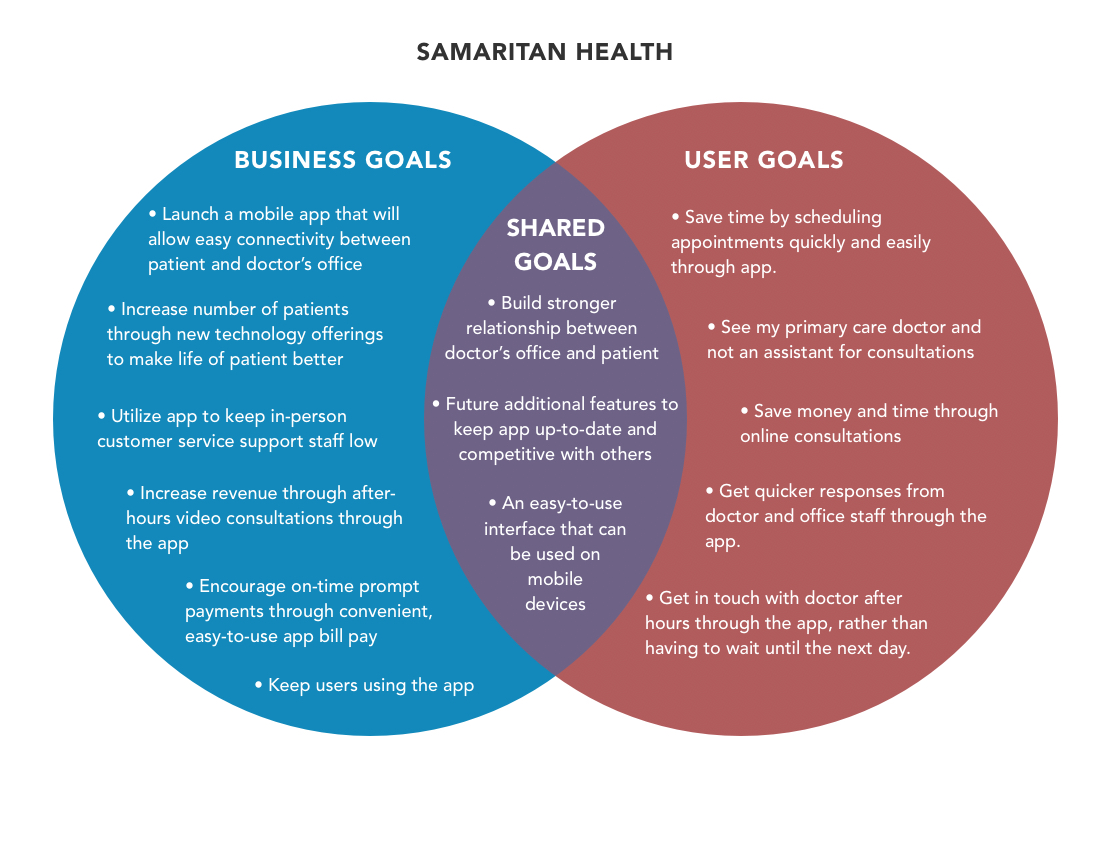 SAMARITAN HEALTH
BUSINESS GOALS
• Launch a mobile app that will
allow easy connectivity between
patient and doctor’s office
• Increase number of patients
through new technology offerings
to make life of patient better
• Utilize app to keep in-person
customer service support staff low
• Increase revenue through after-
hours video consultations through
the app
• Encourage on-time prompt
payments through convenient,
easy-to-use app bill pay
• Keep users using the app
SHARED
GOALS
• Build stronger
relationship between
doctor’s office and patient
• Future additional features to
keep app up-to-date and
competitive with others
• An easy-to-use
interface that can
be used on
mobile
devices
USER GOALS
• Save time by scheduling
appointments quickly and easily
through app.
• See my primary care doctor and
not an assistant for consultations
• Save money and time through
online consultations
• Get quicker responses from
doctor and office staff through the
app.
• Get in touch with doctor after
hours through the app, rather than
having to wait until the next day.